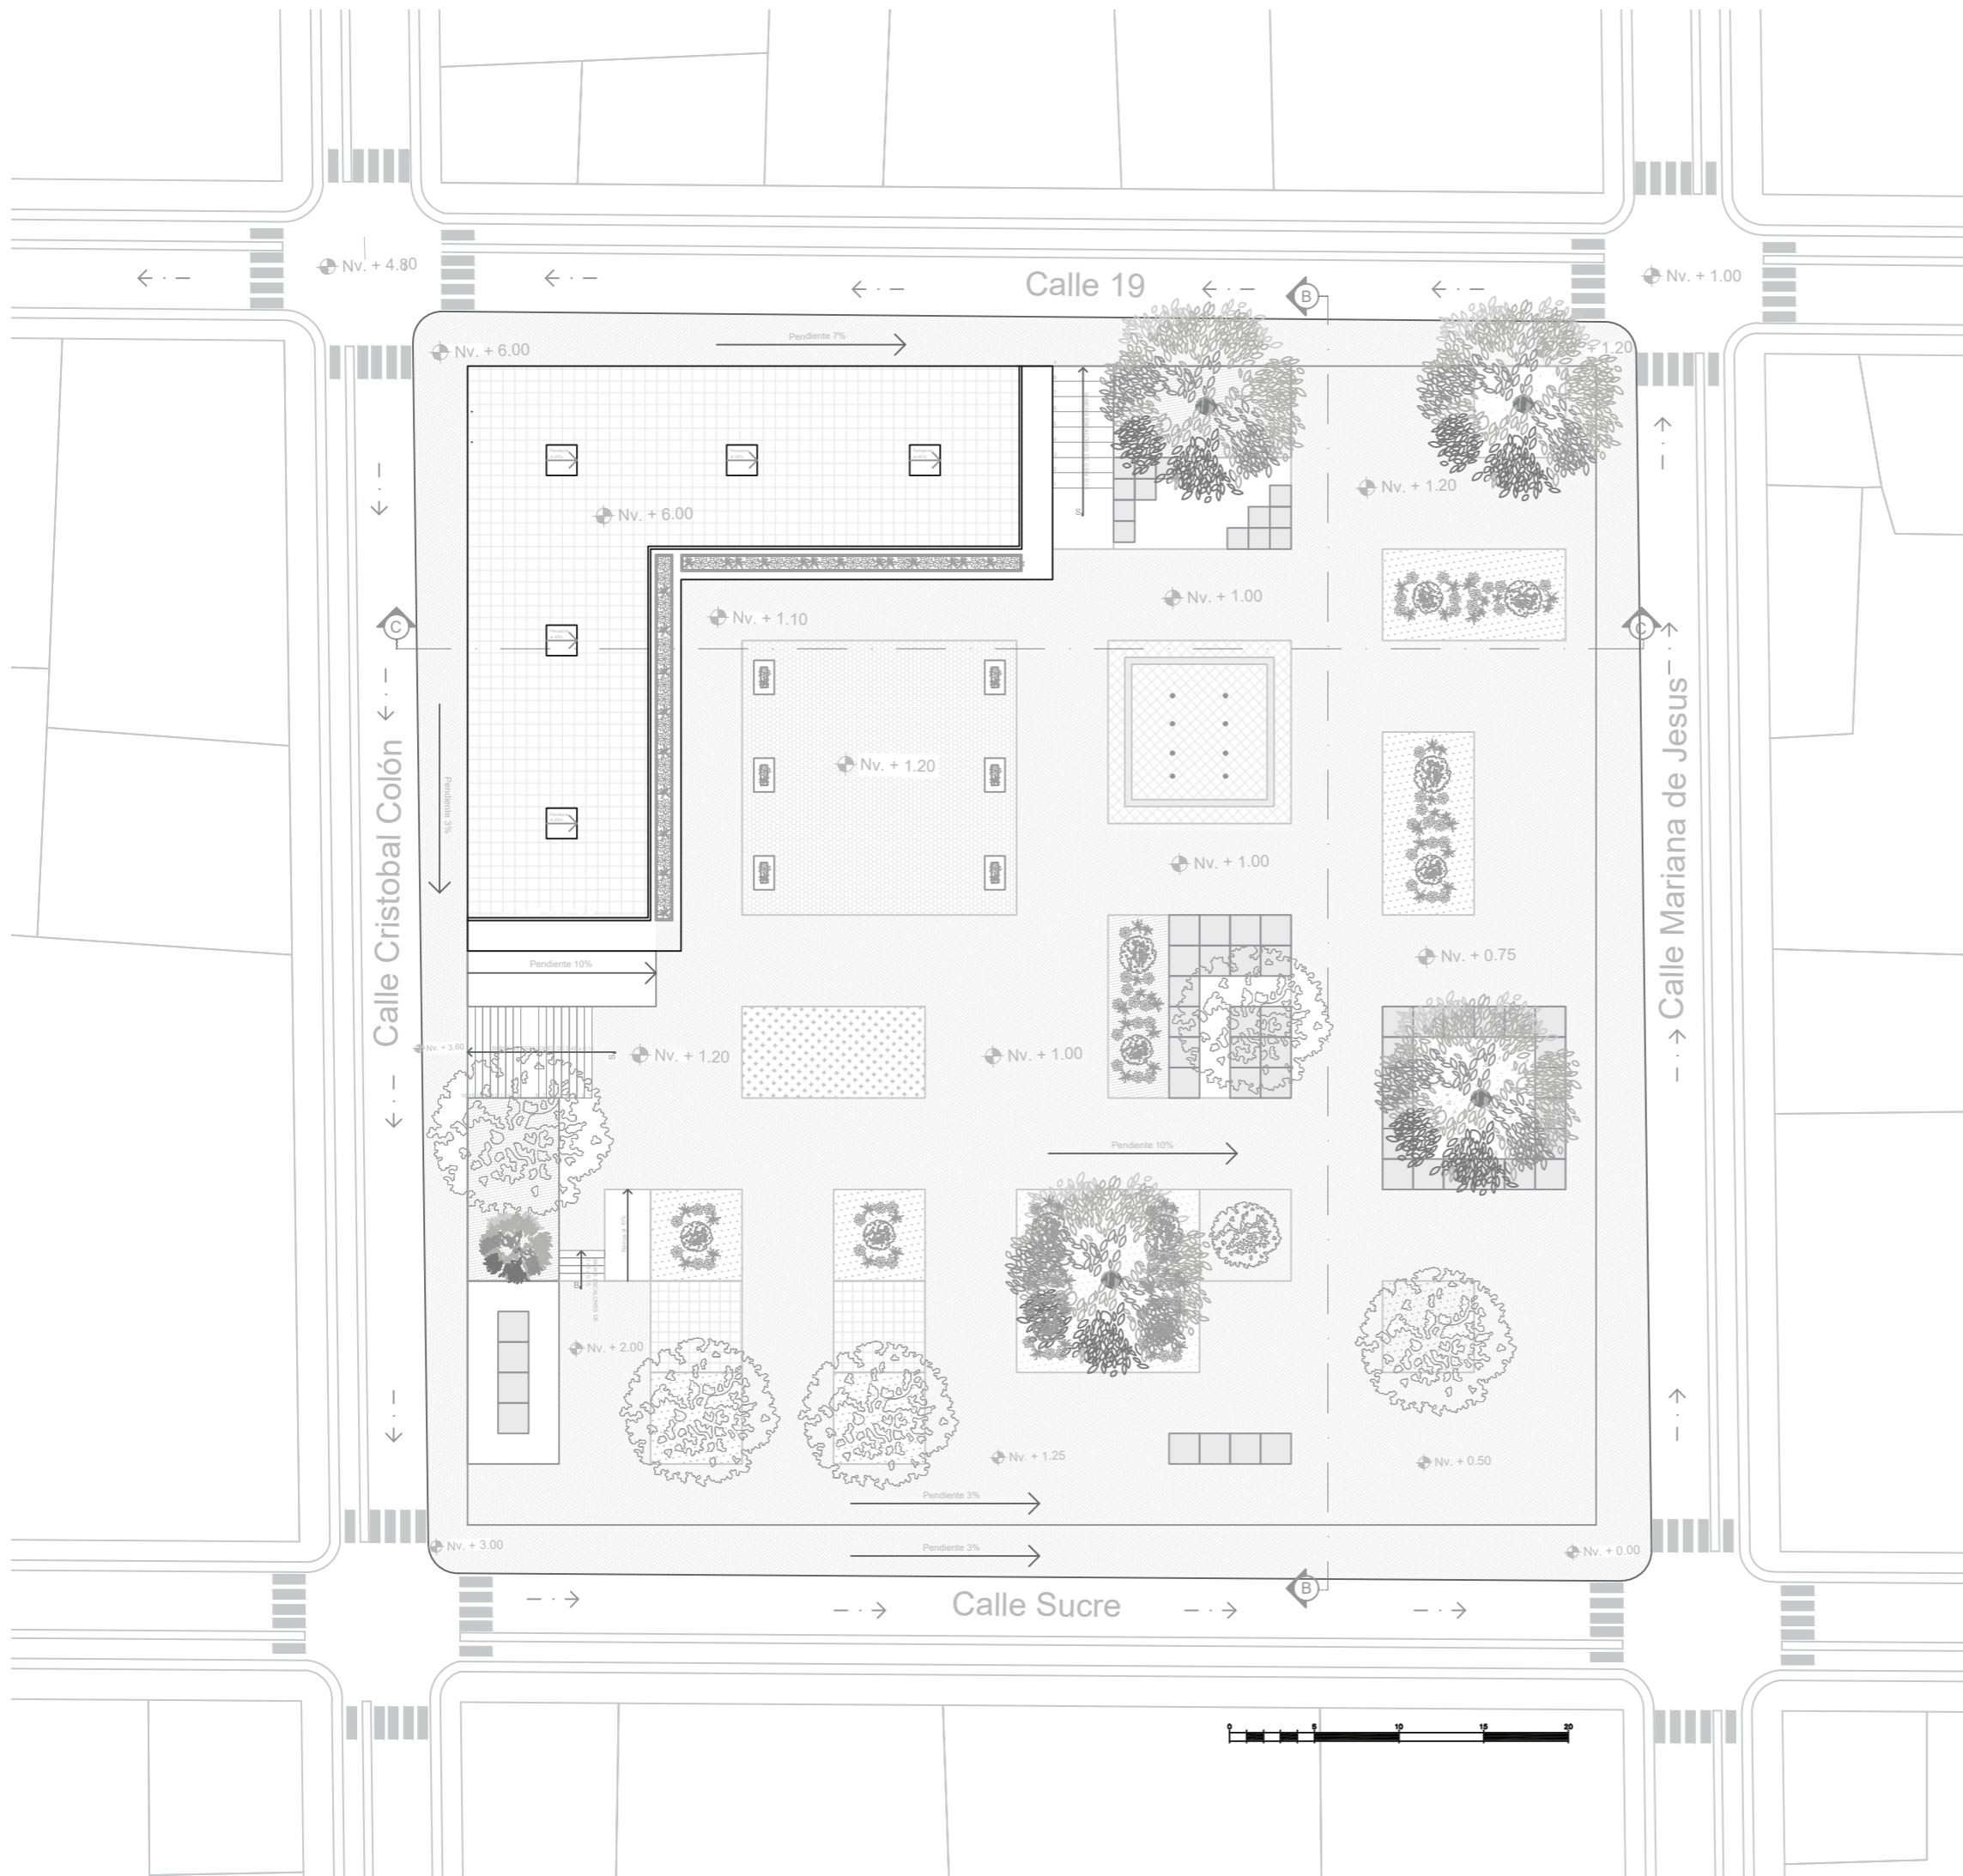 Nv. + 4.80
Calle 19
B
Nv. + 1.00
Pendiente 7%
Nv. + 6.00
+ 1.20
Nv. + 1.20
Nv. + 6.00
Nv. + 1.00
Nv. + 1.10
C
C
Nv. + 1.20
Calle Cristobal Colón
Calle Mariana de Jesus
Pendiente 3%
Nv. + 1.00
Nv. + 0.75
Pendiente 10%
Nv. + 3.60
Nv. + 1.20
Nv. + 1.00
Pendiente 10%
Nv. + 2.00
Nv. + 1.25
Nv. + 0.50
Pendiente 3%
Nv. + 3.00
Pendiente 3%
Nv. + 0.00
B
Calle Sucre
0 5 10 15 20